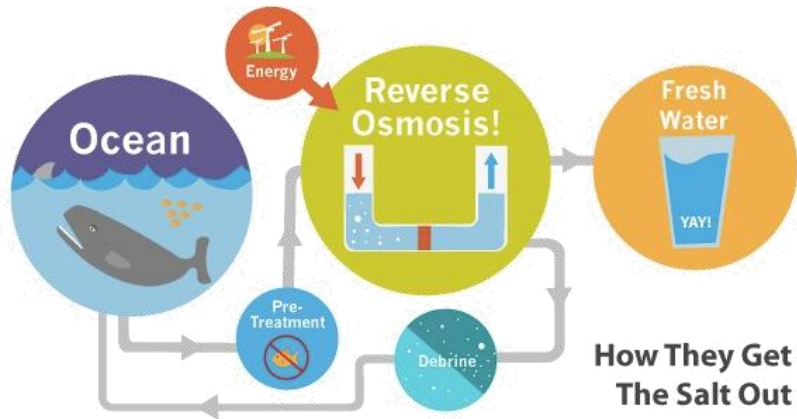 Energy
Ocean
Reverse
Osmosis!
Fresh
Water
YAY!
Pre-
Treatment
Debrine
How They Get
The Salt Out